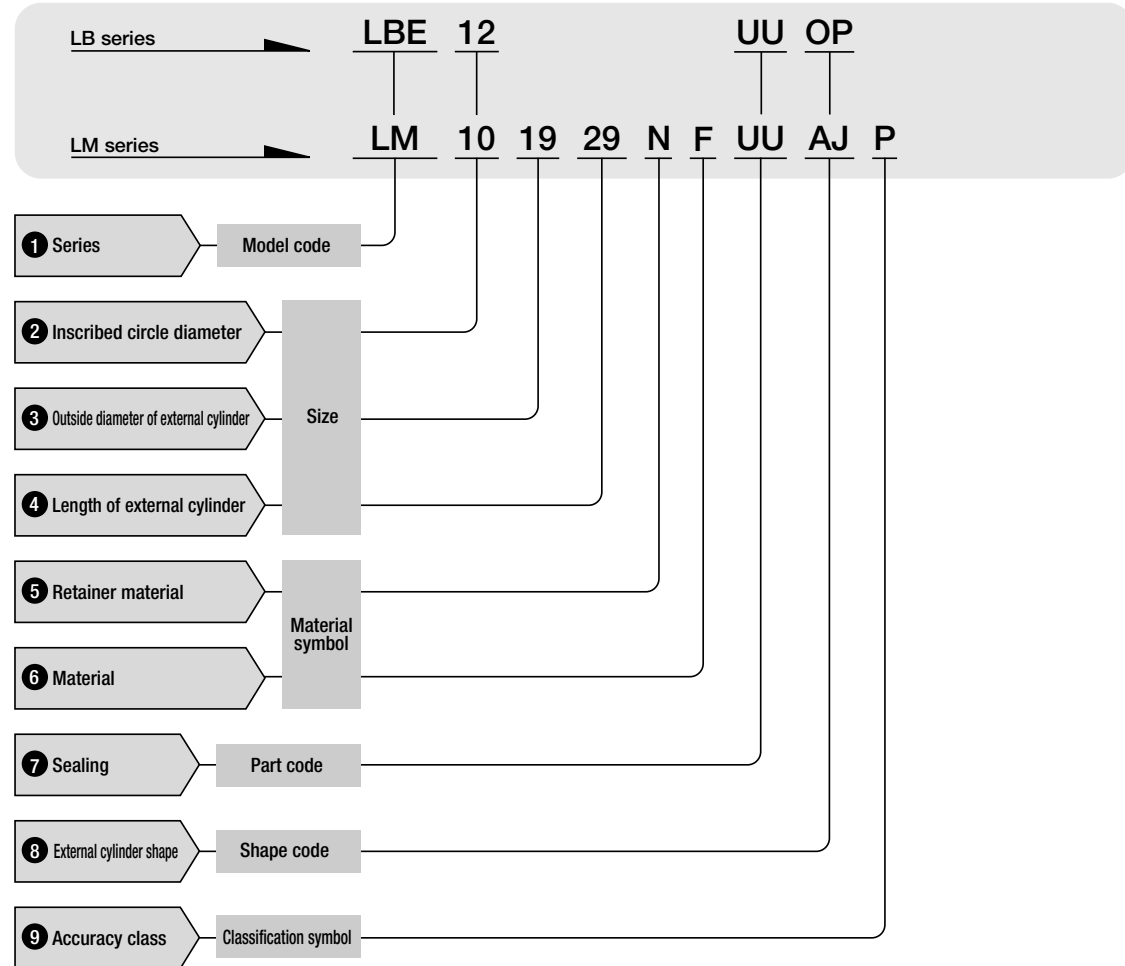 LB series LBE 12 UU OP
LM series LM 10 19 29 N F UU AJ P
1 Series Model code
2 Inscribed circle diameter
3 Outside diameter of external cylinder Size
4 Length of external cylinder
5 Retainer material
Material
symbol
6 Material
7 Sealing Part code
8 External cylinder shape Shape code
9 Accuracy class Classification symbol